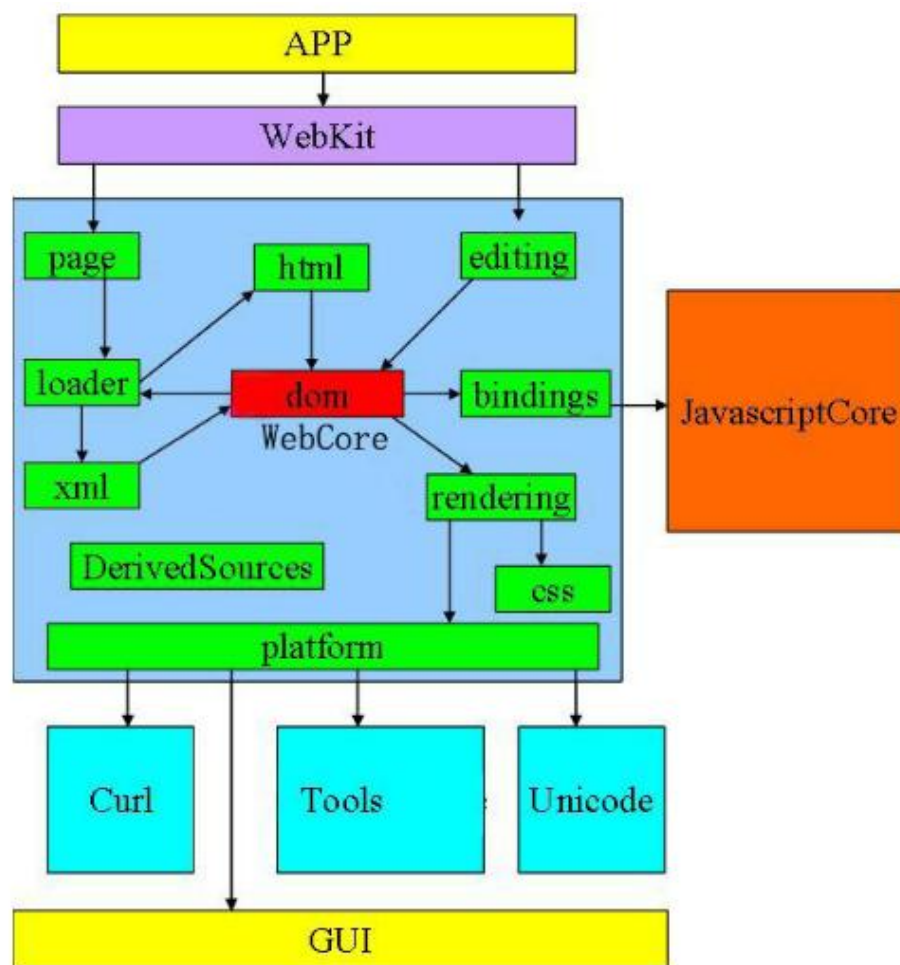 APP
WebKit
page
html
editing
loader
dom
bindings
JavascriptCore
WebCore
xml
rendering
DerivedSources
css
platform
Curl
Tools
Unicode
GUI